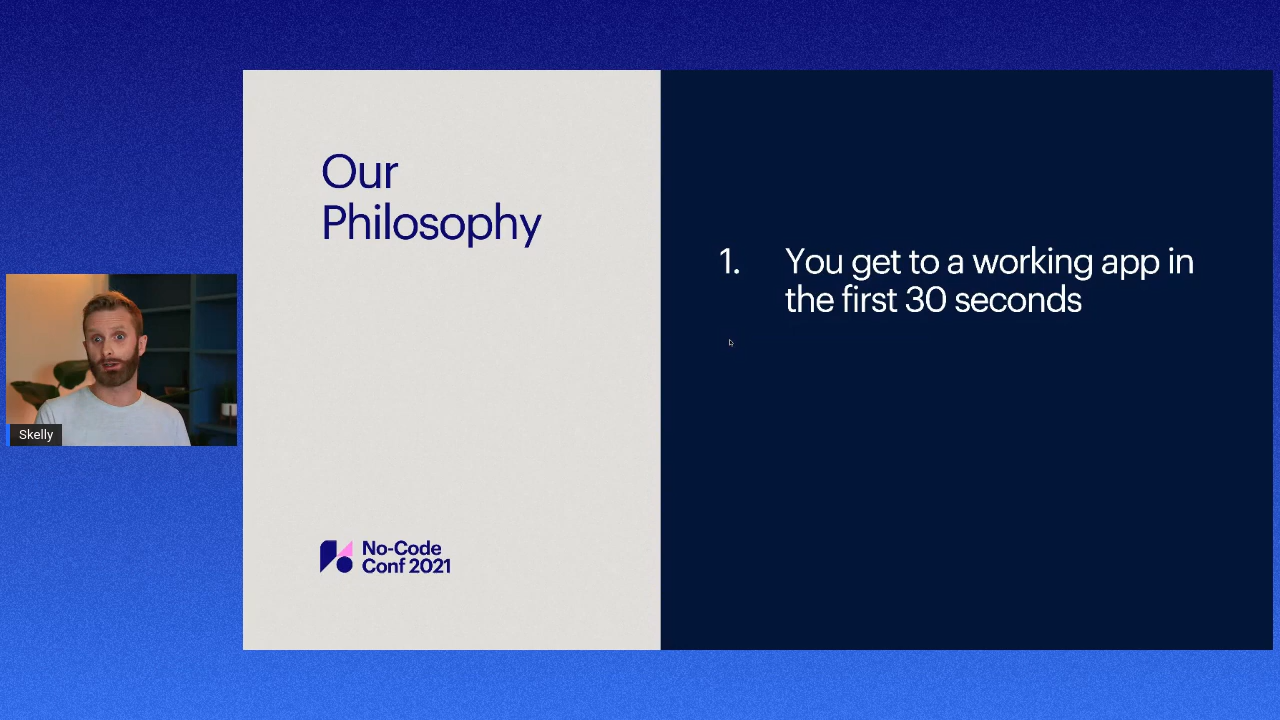 Our
Philosophy
1. You get to a working app in
the first 30 seconds
Skelly
No-Code
Conf 2021